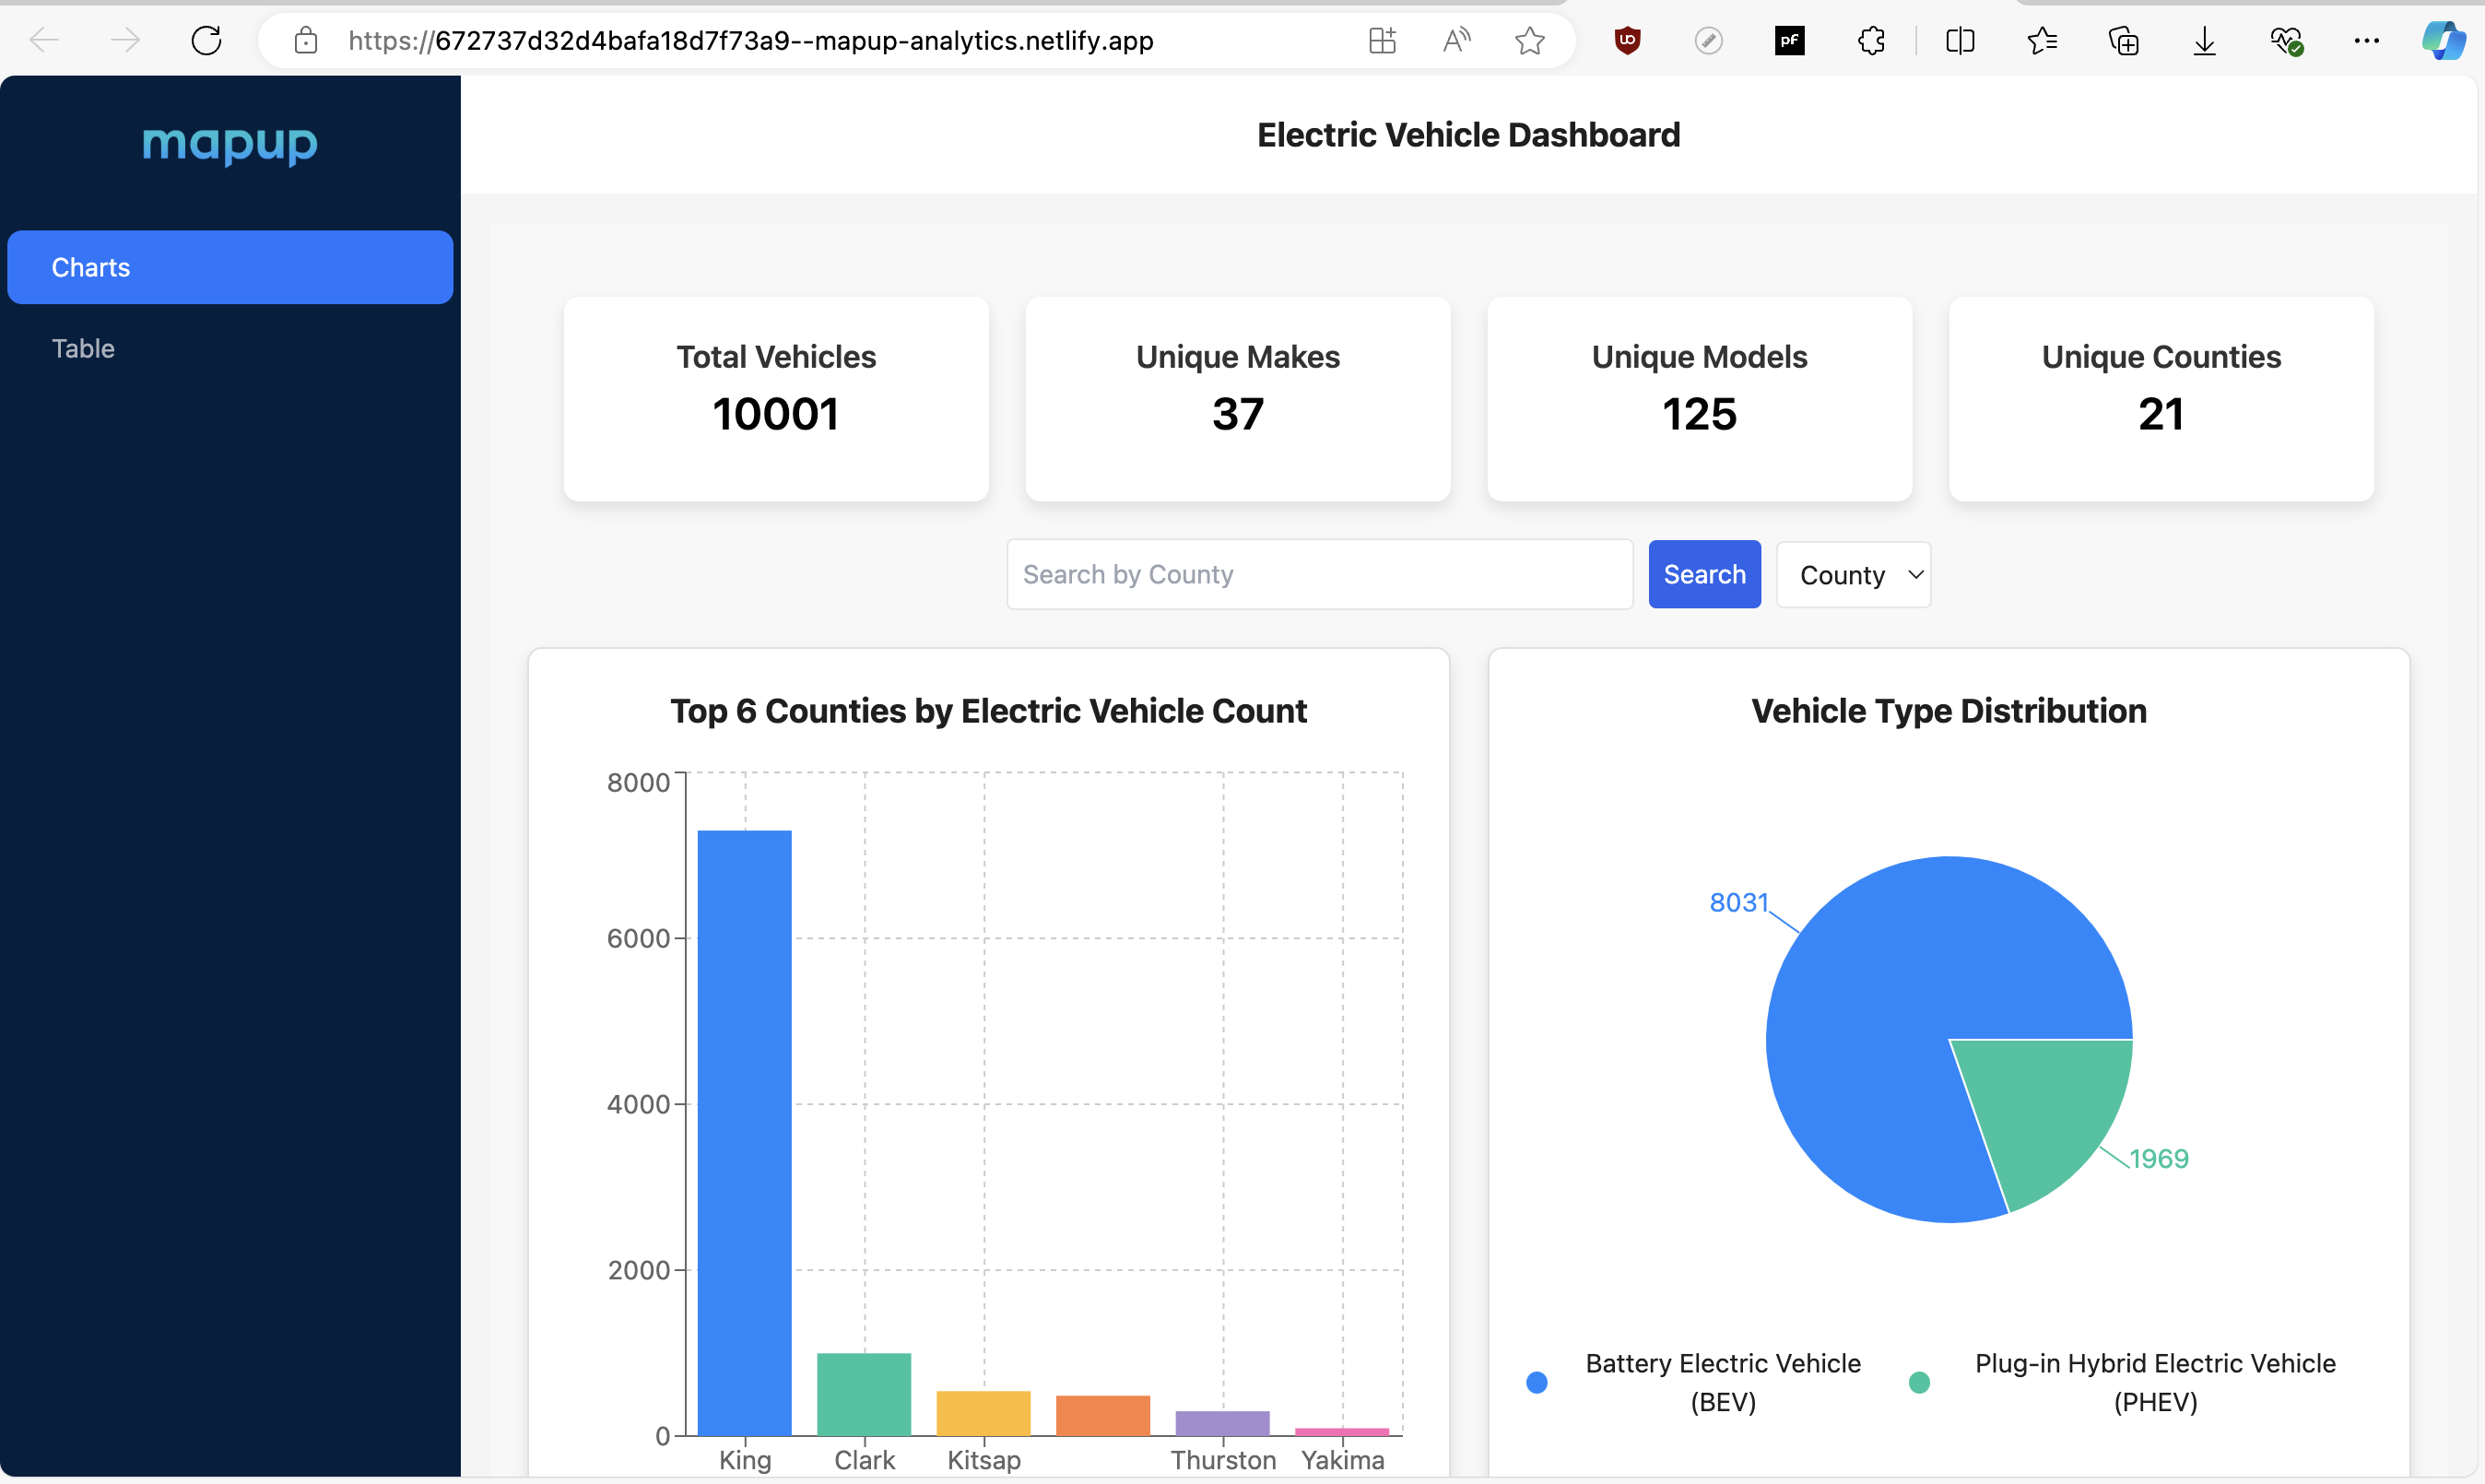 https://672737d32d4bafa18d7f73a9--mapup-analytics.netlify.app
mapup
Charts
Table
Electric Vehicle Dashboard
Total Vehicles
10001
Unique Makes
37
Unique Models
125
Unique Counties
21
Search by County
Search
County
Top 6 Counties by Electric Vehicle Count
8000
6000
4000
2000
0
King
Clark
Kitsap
Thurston
Yakima
Vehicle Type Distribution
8031
1969
Battery Electric Vehicle
(BEV)
Plug-in Hybrid Electric Vehicle
(PHEV)